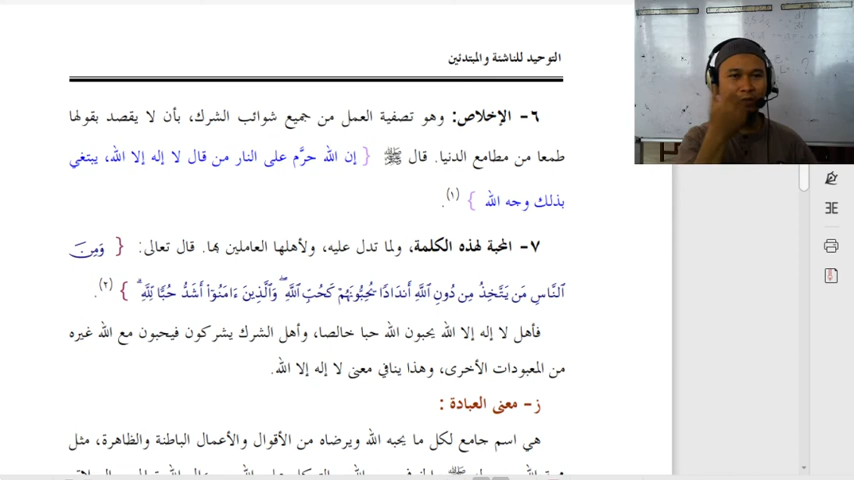 التوحيد للناشئة والمبتدئين
٦- الإخلاص: وهو تصفية العمل من جميع شوائب الشرك، بأن لا يقصد بقولها
طمعا من مطامع الدنيا. قال ﷺ { إن الله حرَّم على النار من قال لا إله إلا الله، يبتغي
بذلك وجه الله } (١).
٧- المحبة لهذه الكلمة، ولما تدل عليه، ولأهلها العاملين بها. قال تعالى: { وَمِنَ
ٱلنَّاسِ مَن يَتَّخِذُ مِن دُونِ ٱللَّهِ أَندَادًا يُحِبُّونَهُمْ كَحُبِّ ٱللَّهِ ۖ وَٱلَّذِينَ ءَامَنُوٓا۟ أَشَدُّ حُبًّا لِّلَّهِ ۗ } (٢).
فأهل لا إله إلا الله يحبون الله حبا خالصا، وأهل الشرك يشركون فيحبون مع الله غيره
من المعبودات الأخرى، وهذا ينافي معنى لا إله إلا الله.
ز- معنى العبادة :
هي اسم جامع لكل ما يحبه الله ويرضاه من الأقوال والأعمال الباطنة والظاهرة، مثل